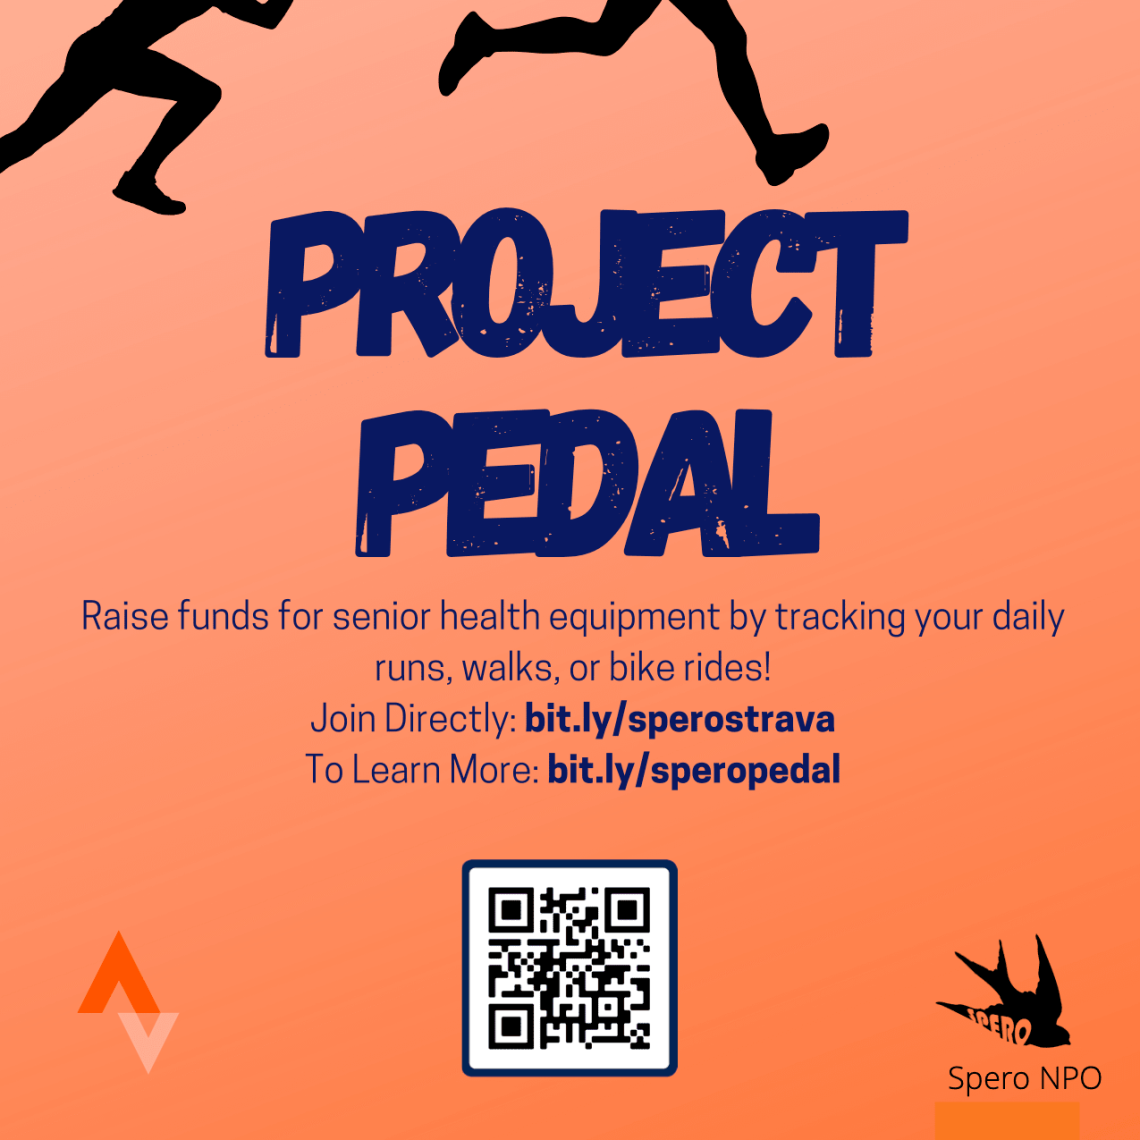 PROJECT
PEDAL
Raise funds for senior health equipment by tracking your daily
runs, walks, or bike rides!
Join Directly: bit.ly/sperostrava
To Learn More: bit.ly/speropedal
SPERO
Spero NPO